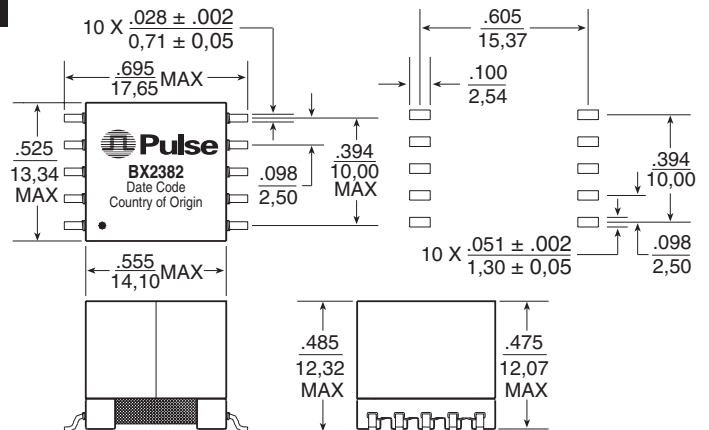 10 X .028 ± .002
0,71 ± 0,05
.695
17,65 MAX
.525
13,34
MAX
Pulse
BX2382
Date Code
Country of Origin
.098
2,50
.394
10,00
MAX
.555
14,10 MAX
.605
15,37
.100
2,54
.394
10,00
10 X .051 ± .002
1,30 ± 0,05
.098
2,50
.485
12,32
MAX
.475
12,07
MAX